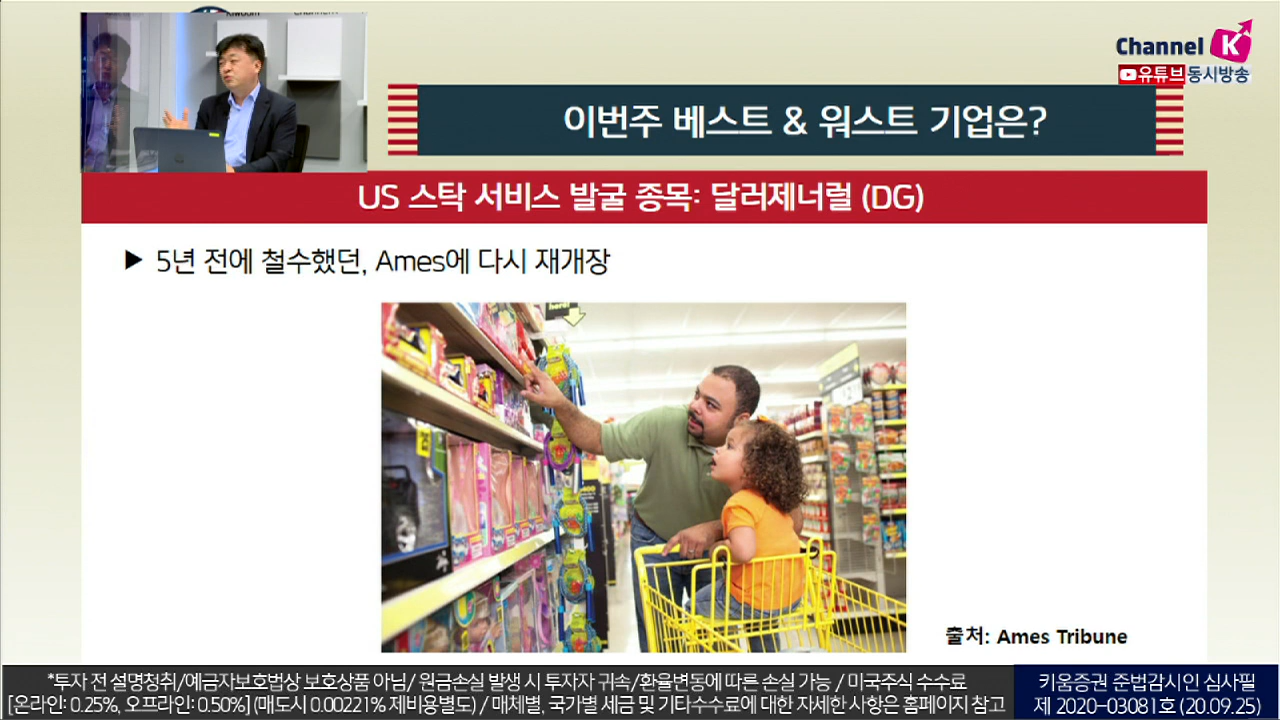 Channel K
유튜브 동시방송
이번주 베스트 & 워스트 기업은?
US 스탁 서비스 발굴 종목: 달러제너럴 (DG)
▶ 5년 전에 철수했던, Ames에 다시 재개장
here!
출처: Ames Tribune
*투자 전 설명청취/예금자보호법상 보호상품 아님/ 원금손실 발생 시 투자자 귀속/환율변동에 따른 손실 가능 / 미국주식 수수료
[온라인: 0.25%, 오프라인: 0.50%] (매도시 0.00221% 제비용별도) / 매체별, 국가별 세금 및 기타수수료에 대한 자세한 사항은 홈페이지 참고
키움증권 준법감시인 심사필
제 2020-03081호 (20.09.25)